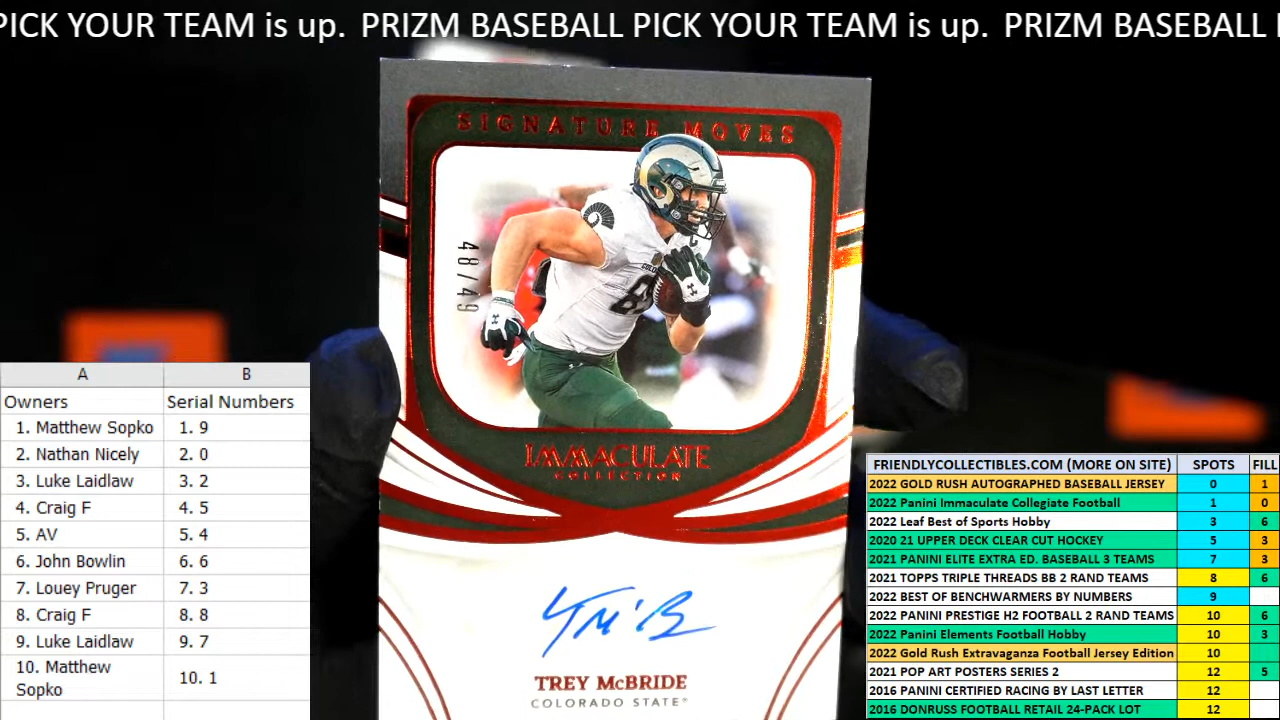 PICK YOUR TEAM is up. PRIZM BASEBALL PICK YOUR TEAM is up. PRIZM BASEBALL
SIGNATURE MOVES
48/49
IMMACULATE
COLLECTION
TREY McBRIDE
COLORADO STATE®
A B
Owners Serial Numbers
1. Matthew Sopko 1. 9
2. Nathan Nicely 2. 0
3. Luke Laidlaw 3. 2
4. Craig F 4. 5
5. AV 5. 4
6. John Bowlin 6. 6
7. Louey Pruger 7. 3
8. Craig F 8. 8
9. Luke Laidlaw 9. 7
10. Matthew
Sopko 10. 1
FRIENDLYCOLLECTIBLES.COM (MORE ON SITE) SPOTS FILL
2022 GOLD RUSH AUTOGRAPHED BASEBALL JERSEY 0 1
2022 Panini Immaculate Collegiate Football 1 0
2022 Leaf Best of Sports Hobby 3 6
2020 21 UPPER DECK CLEAR CUT HOCKEY 5 3
2021 PANINI ELITE EXTRA ED. BASEBALL 3 TEAMS 7 3
2021 TOPPS TRIPLE THREADS BB 2 RAND TEAMS 8 6
2022 BEST OF BENCHWARMERS BY NUMBERS 9
2022 PANINI PRESTIGE H2 FOOTBALL 2 RAND TEAMS 10 6
2022 Panini Elements Football Hobby 10 3
2022 Gold Rush Extravaganza Football Jersey Edition 10
2021 POP ART POSTERS SERIES 2 12 5
2016 PANINI CERTIFIED RACING BY LAST LETTER 12
2016 DONRUSS FOOTBALL RETAIL 24-PACK LOT 12